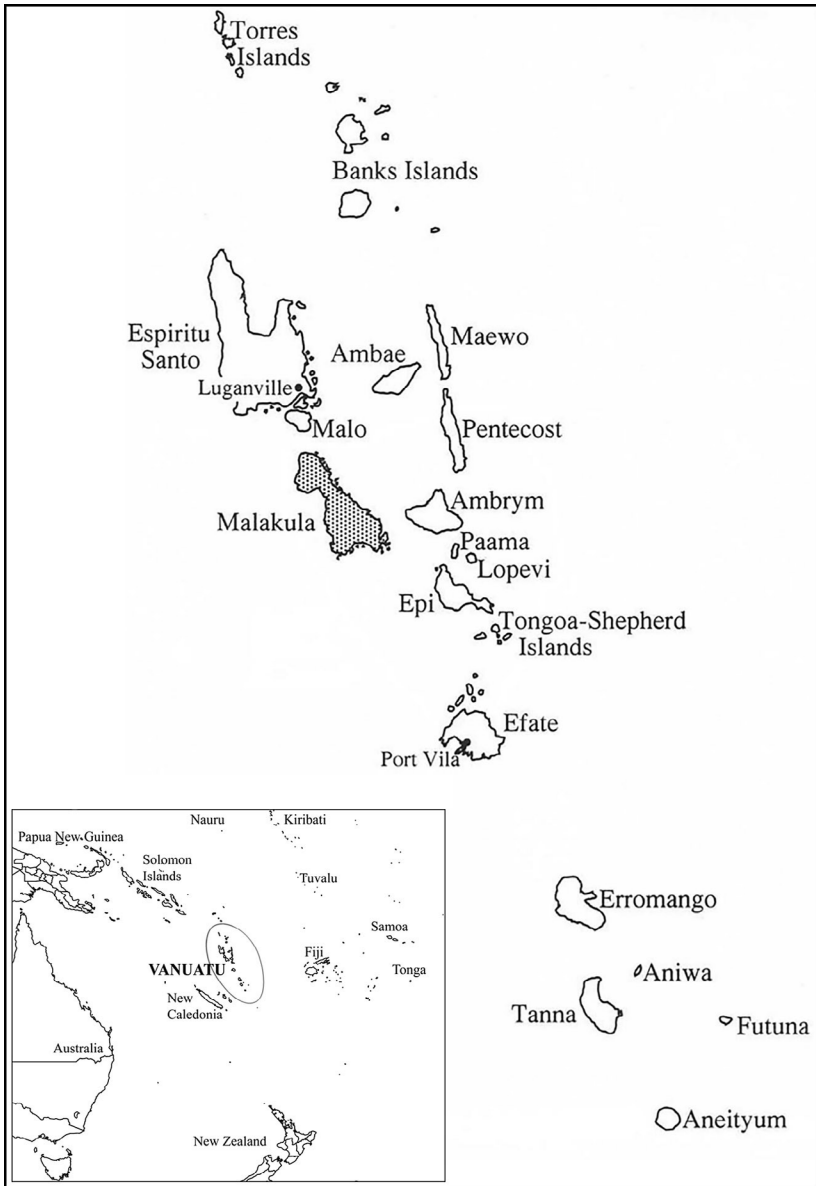 Torres
Islands
Banks Islands
Espiritu
Santo
Luganville
Malo
Ambae
Maewo
Pentecost
Malakula
Ambrym
Paama
Lopevi
Epi
Tongoa-Shepherd
Islands
Efate
Port Vila
Erromango
Aniwa
Tanna
Futuna
Aneityum
Nauru
Kiribati
Papua New Guinea
Solomon
Islands
Tuvalu
Samoa
Fiji
VANUATU
Tonga
New
Caledonia
Australia
New Zealand